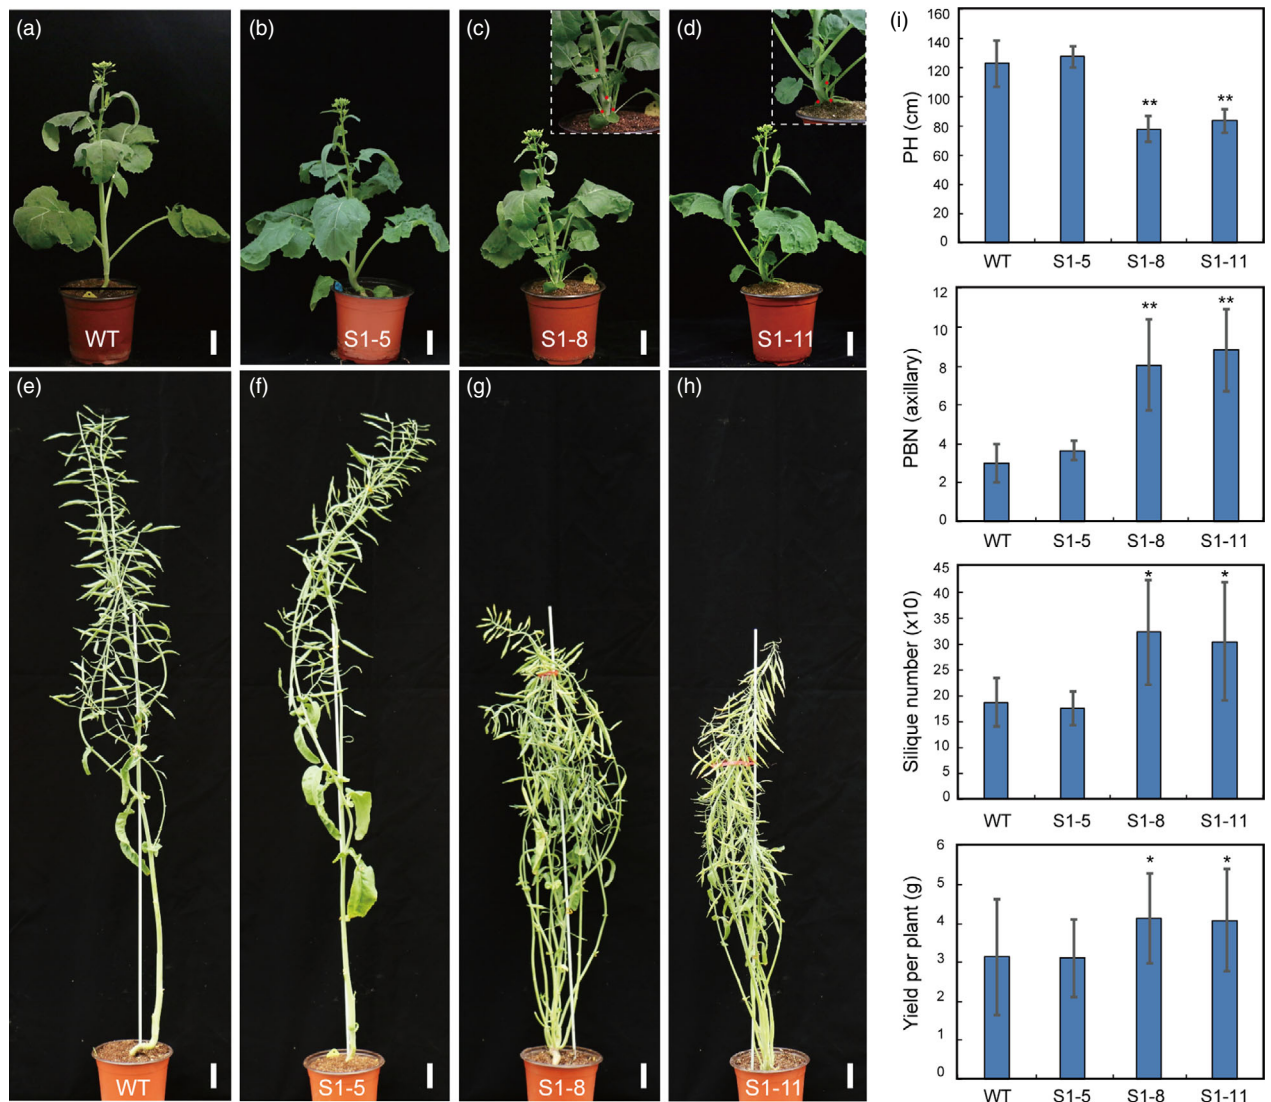 (a)
(b)
(c)
(d)
WT
S1-5
S1-8
S1-11
(e)
(f)
(g)
(h)
WT
S1-5
S1-8
S1-11
(i)
PH (cm)
160
140
120
100
80
60
40
20
0
** **
WT S1-5 S1-8 S1-11
PBN (axillary)
12
10
8
6
4
2
0
** **
WT S1-5 S1-8 S1-11
Silique number (x10)
45
40
35
30
25
20
15
10
5
0
* *
WT S1-5 S1-8 S1-11
Yield per plant (g)
6
5
4
3
2
1
0
* *
WT S1-5 S1-8 S1-11